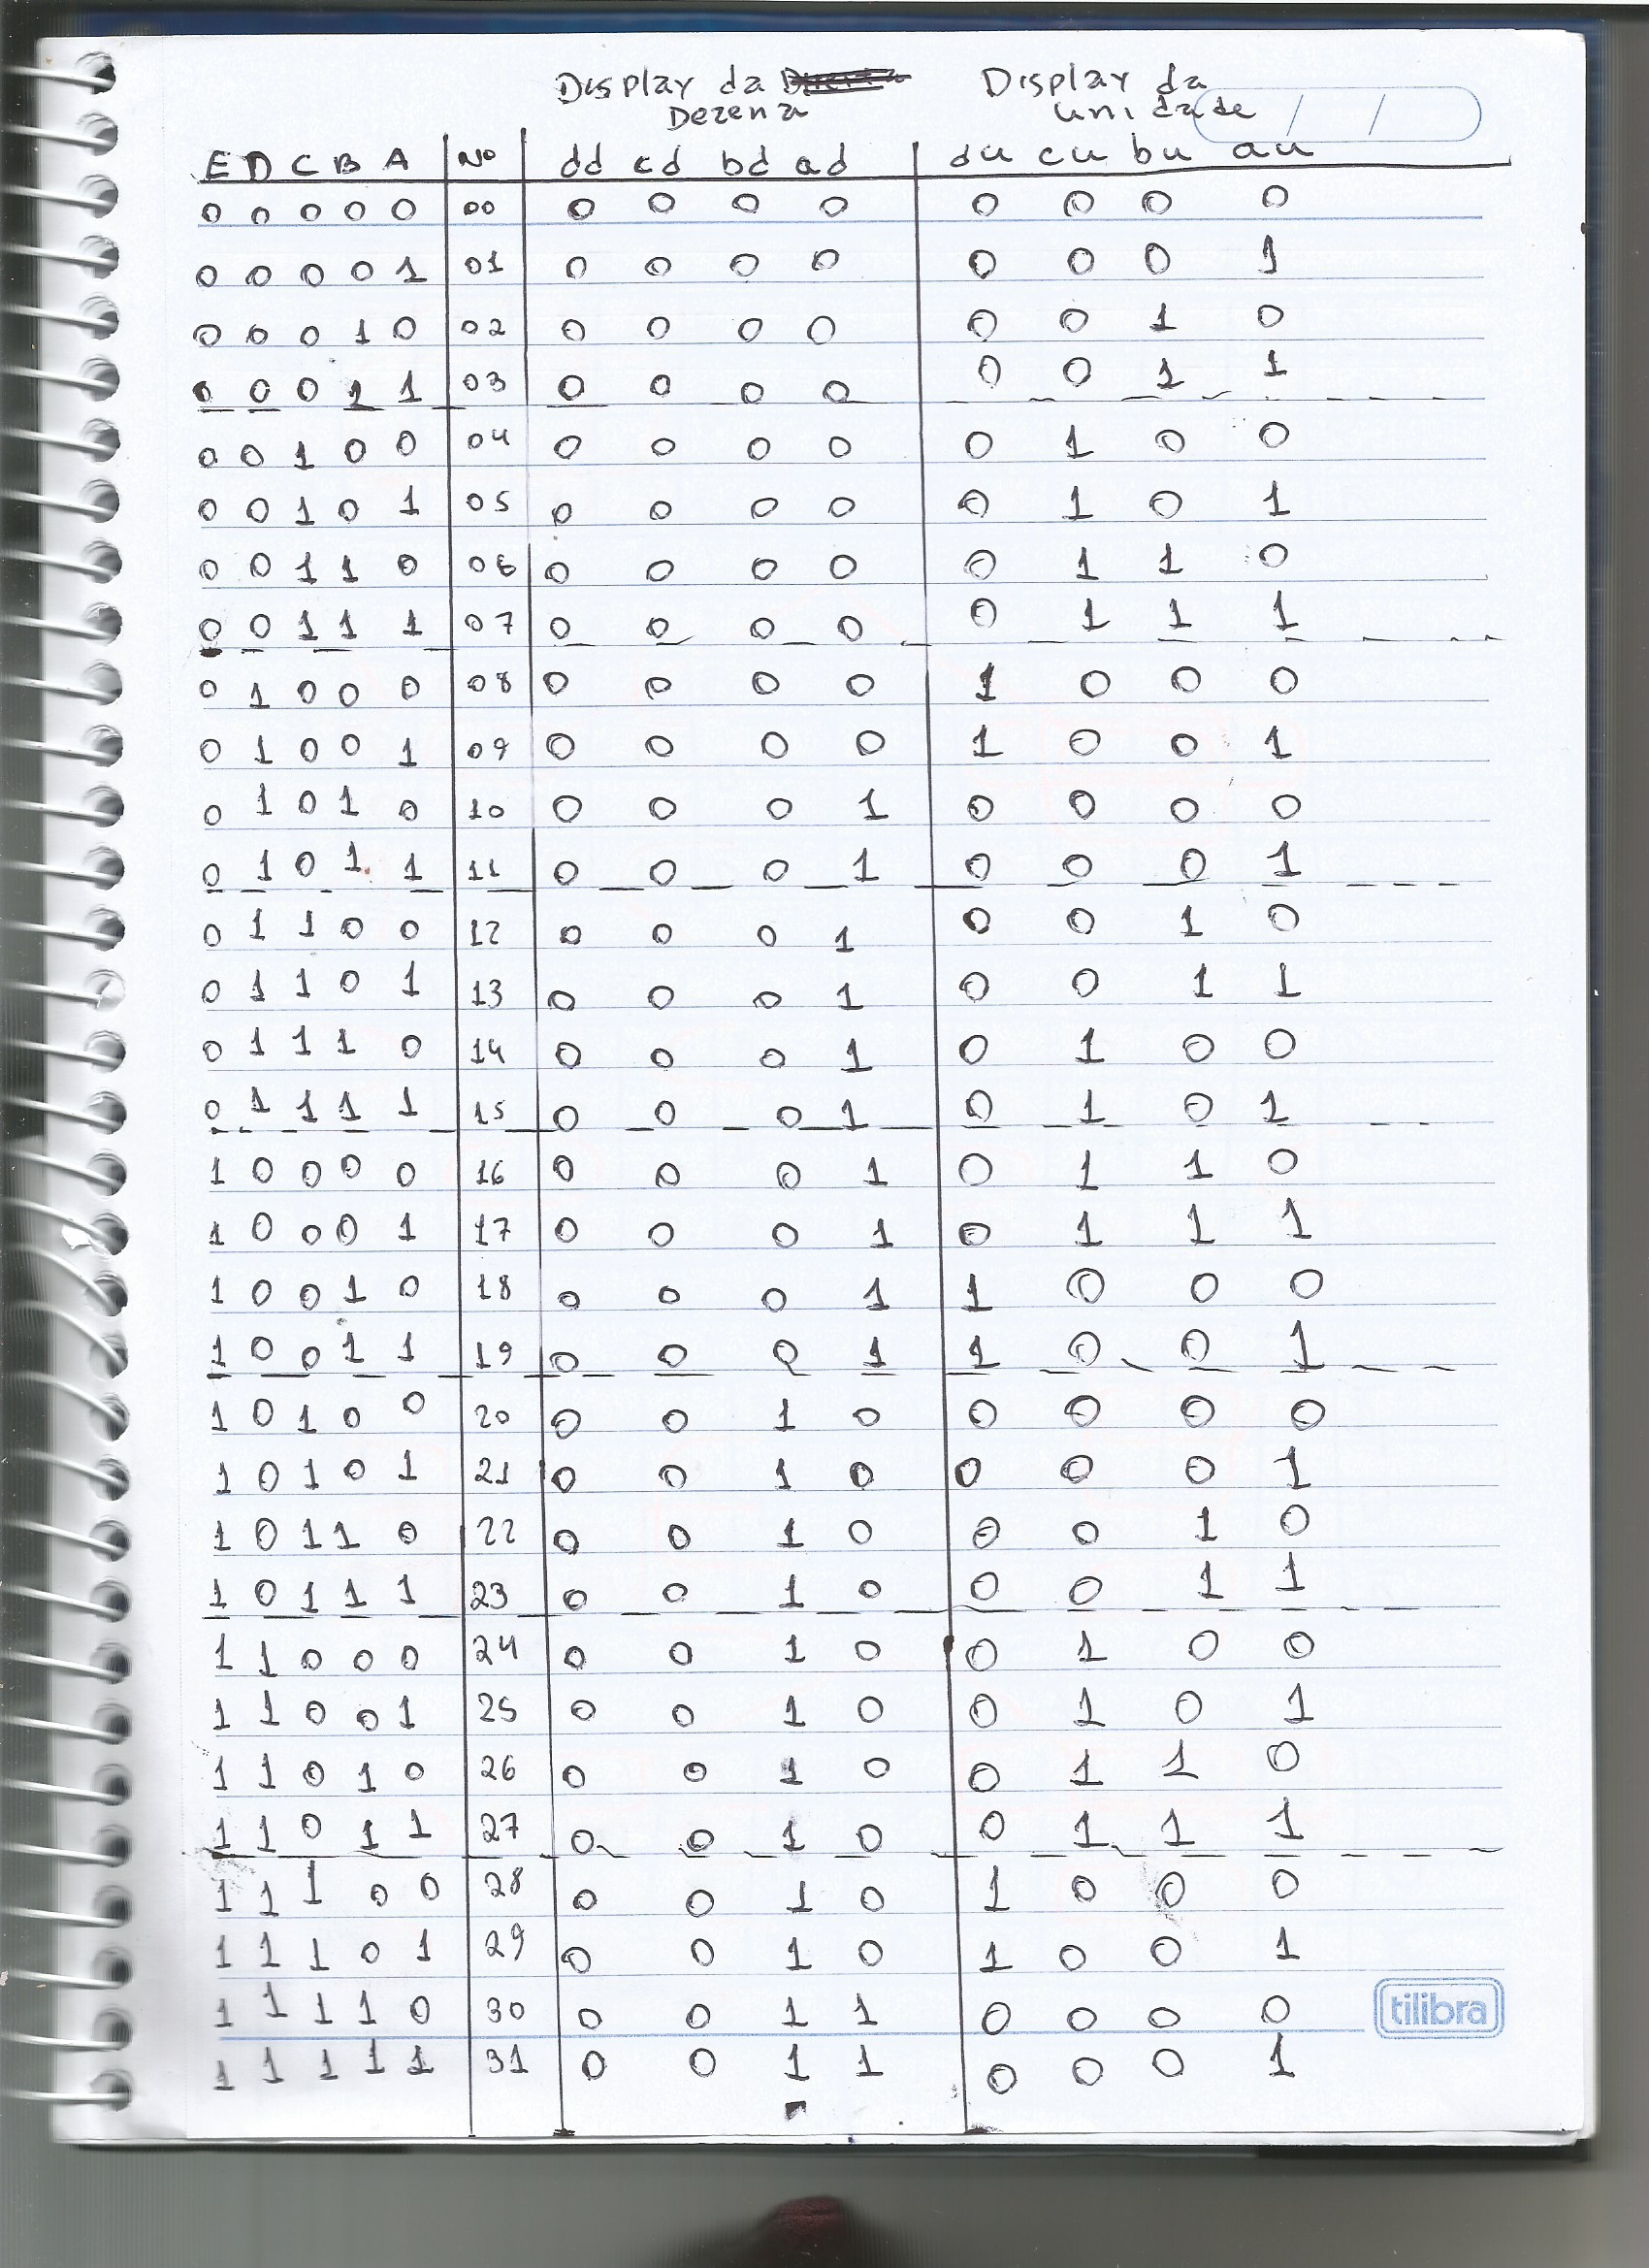 Display da Dezena Display da unidade
E D C B A Nº dd cd bd ad du cu bu au
0 0 0 0 0 00 0 0 0 0 0 0 0 0
0 0 0 0 1 01 0 0 0 0 0 0 0 1
0 0 0 1 0 02 0 0 0 0 0 0 1 0
0 0 0 1 1 03 0 0 0 0 0 0 1 1
0 0 1 0 0 04 0 0 0 0 0 1 0 0
0 0 1 0 1 05 0 0 0 0 0 1 0 1
0 0 1 1 0 06 0 0 0 0 0 1 1 0
0 0 1 1 1 07 0 0 0 0 0 1 1 1
0 1 0 0 0 08 0 0 0 0 1 0 0 0
0 1 0 0 1 09 0 0 0 0 1 0 0 1
0 1 0 1 0 10 0 0 0 1 0 0 0 0
0 1 0 1 1 11 0 0 0 1 0 0 0 1
0 1 1 0 0 12 0 0 0 1 0 0 1 0
0 1 1 0 1 13 0 0 0 1 0 0 1 1
0 1 1 1 0 14 0 0 0 1 0 1 0 0
0 1 1 1 1 15 0 0 0 1 0 1 0 1
1 0 0 0 0 16 0 0 0 1 0 1 1 0
1 0 0 0 1 17 0 0 0 1 0 1 1 1
1 0 0 1 0 18 0 0 0 1 1 0 0 0
1 0 0 1 1 19 0 0 0 1 1 0 0 1
1 0 1 0 0 20 0 0 1 0 0 0 0 0
1 0 1 0 1 21 0 0 1 0 0 0 0 1
1 0 1 1 0 22 0 0 1 0 0 0 1 0
1 0 1 1 1 23 0 0 1 0 0 0 1 1
1 1 0 0 0 24 0 0 1 0 0 1 0 0
1 1 0 0 1 25 0 0 1 0 0 1 0 1
1 1 0 1 0 26 0 0 1 0 0 1 1 0
1 1 0 1 1 27 0 0 1 0 0 1 1 1
1 1 1 0 0 28 0 0 1 0 1 0 0 0
1 1 1 0 1 29 0 0 1 0 1 0 0 1
1 1 1 1 0 30 0 0 1 1 0 0 0 0
tilibra
1 1 1 1 1 31 0 0 1 1 0 0 0 1